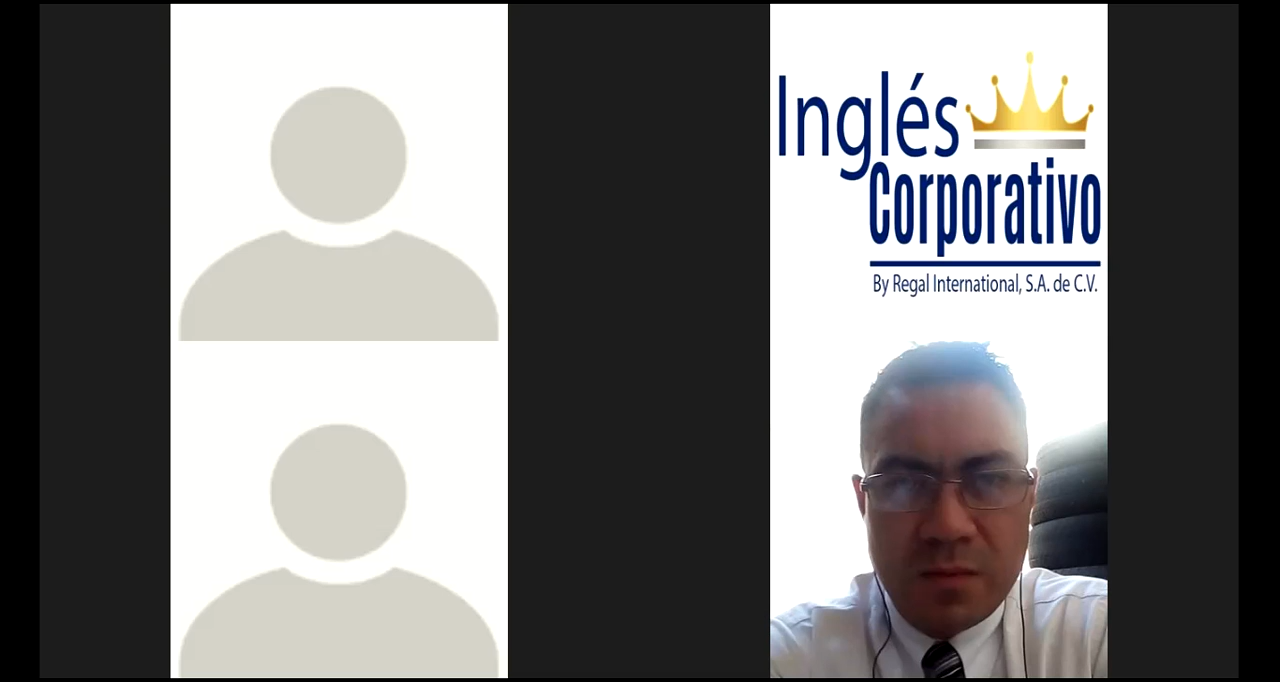 Inglés
Corporativo
By Regal International, S.A. de C.V.